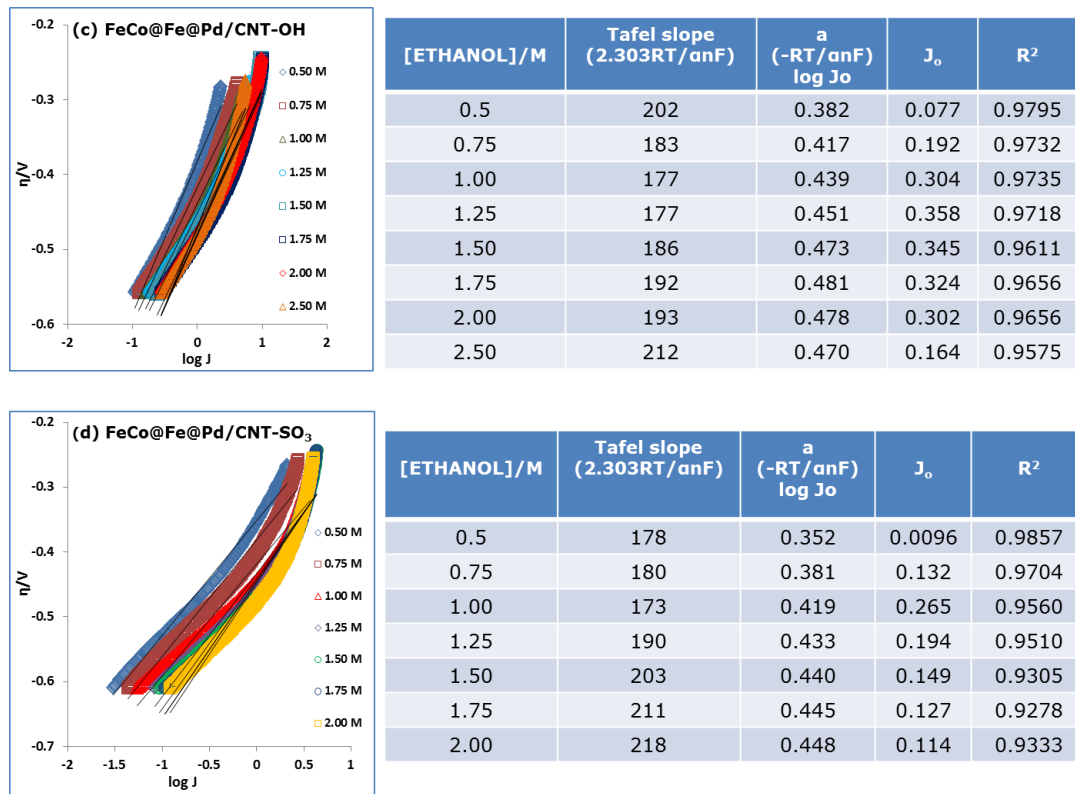 (c) FeCo@Fe@Pd/CNT-OH
-0.2
-0.3
-0.4
-0.5
-0.6
η/V
-2 -1 0 1 2
log J
0.50 M
0.75 M
1.00 M
1.25 M
1.50 M
1.75 M
2.00 M
2.50 M
[ETHANOL]/M Tafel slope (2.303RT/αnF) a (-RT/αnF) log Jo Jₒ R²
0.5 202 0.382 0.077 0.9795
0.75 183 0.417 0.192 0.9732
1.00 177 0.439 0.304 0.9735
1.25 177 0.451 0.358 0.9718
1.50 186 0.473 0.345 0.9611
1.75 192 0.481 0.324 0.9656
2.00 193 0.478 0.302 0.9656
2.50 212 0.470 0.164 0.9575
(d) FeCo@Fe@Pd/CNT-SO₃
-0.2
-0.3
-0.4
-0.5
-0.6
-0.7
η/V
-2 -1.5 -1 -0.5 0 0.5 1
log J
0.50 M
0.75 M
1.00 M
1.25 M
1.50 M
1.75 M
2.00 M
[ETHANOL]/M Tafel slope (2.303RT/αnF) a (-RT/αnF) log Jo Jₒ R²
0.5 178 0.352 0.0096 0.9857
0.75 180 0.381 0.132 0.9704
1.00 173 0.419 0.265 0.9560
1.25 190 0.433 0.194 0.9510
1.50 203 0.440 0.149 0.9305
1.75 211 0.445 0.127 0.9278
2.00 218 0.448 0.114 0.9333